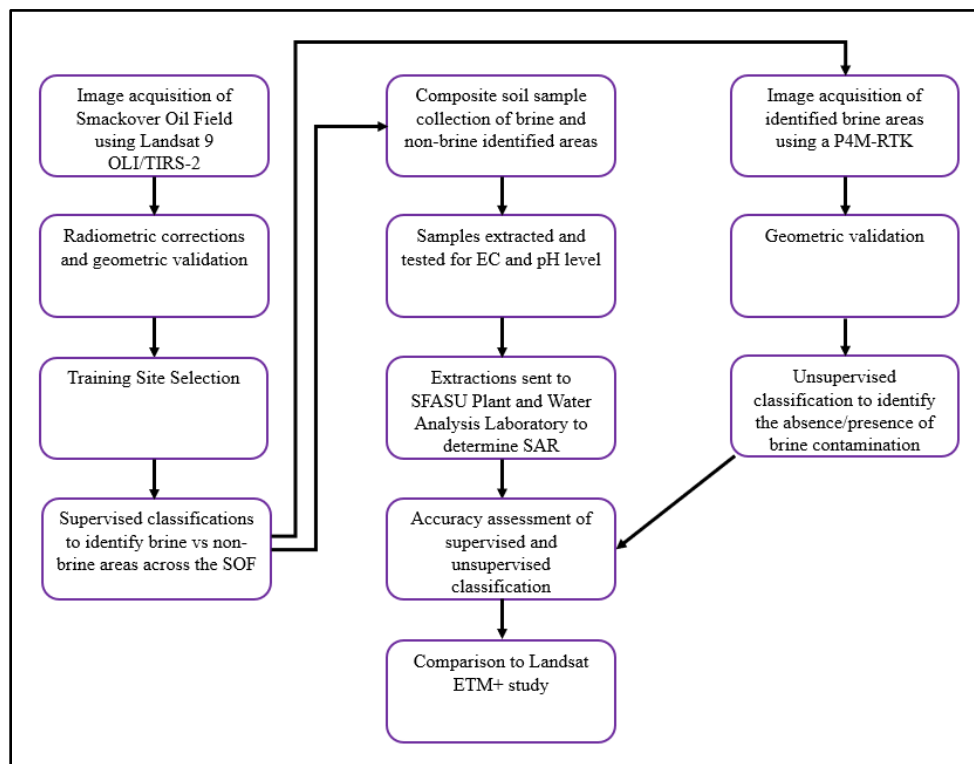 Image acquisition of
Smackover Oil Field
using Landsat 9
OLI/TIRS-2
Radiometric corrections
and geometric validation
Training Site Selection
Supervised classifications
to identify brine vs non-
brine areas across the SOF
Composite soil sample
collection of brine and
non-brine identified areas
Samples extracted and
tested for EC and pH level
Extractions sent to
SFASU Plant and Water
Analysis Laboratory to
determine SAR
Accuracy assessment of
supervised and
unsupervised
classification
Comparison to Landsat
ETM+ study
Image acquisition of
identified brine areas
using a P4M-RTK
Geometric validation
Unsupervised
classification to identify
the absence/presence of
brine contamination